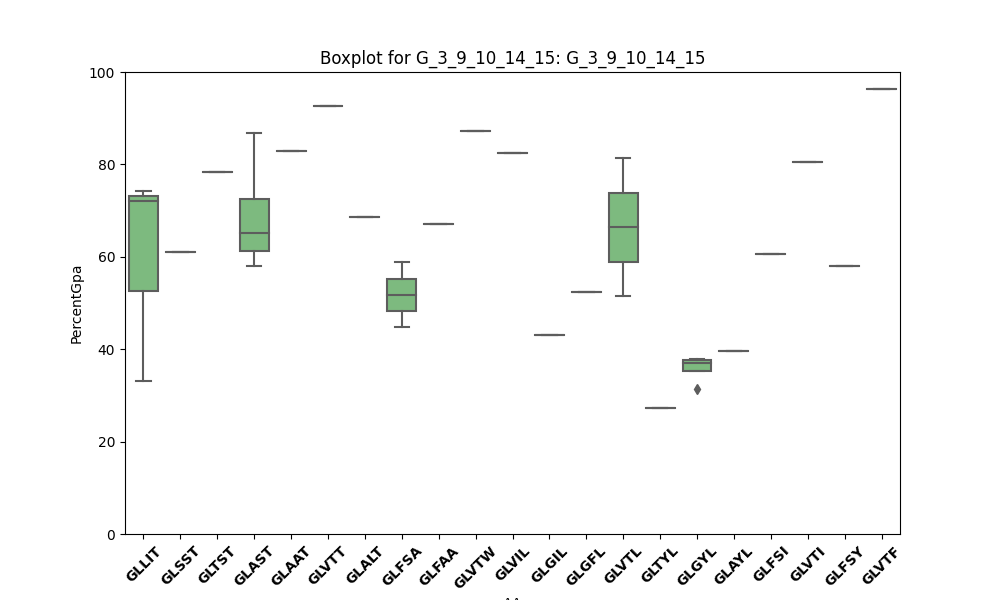 Boxplot for G_3_9_10_14_15: G_3_9_10_14_15
PercentGpa
100
80
60
40
20
0
GLLIT
GLSST
GLTST
GLAST
GLAAT
GLVTT
GLALT
GLFSA
GLFAA
GLVTW
GLVIL
GLGIL
GLGFL
GLVTL
GLTYL
GLGYL
GLAYL
GLFSI
GLVTI
GLFSY
GLVTF